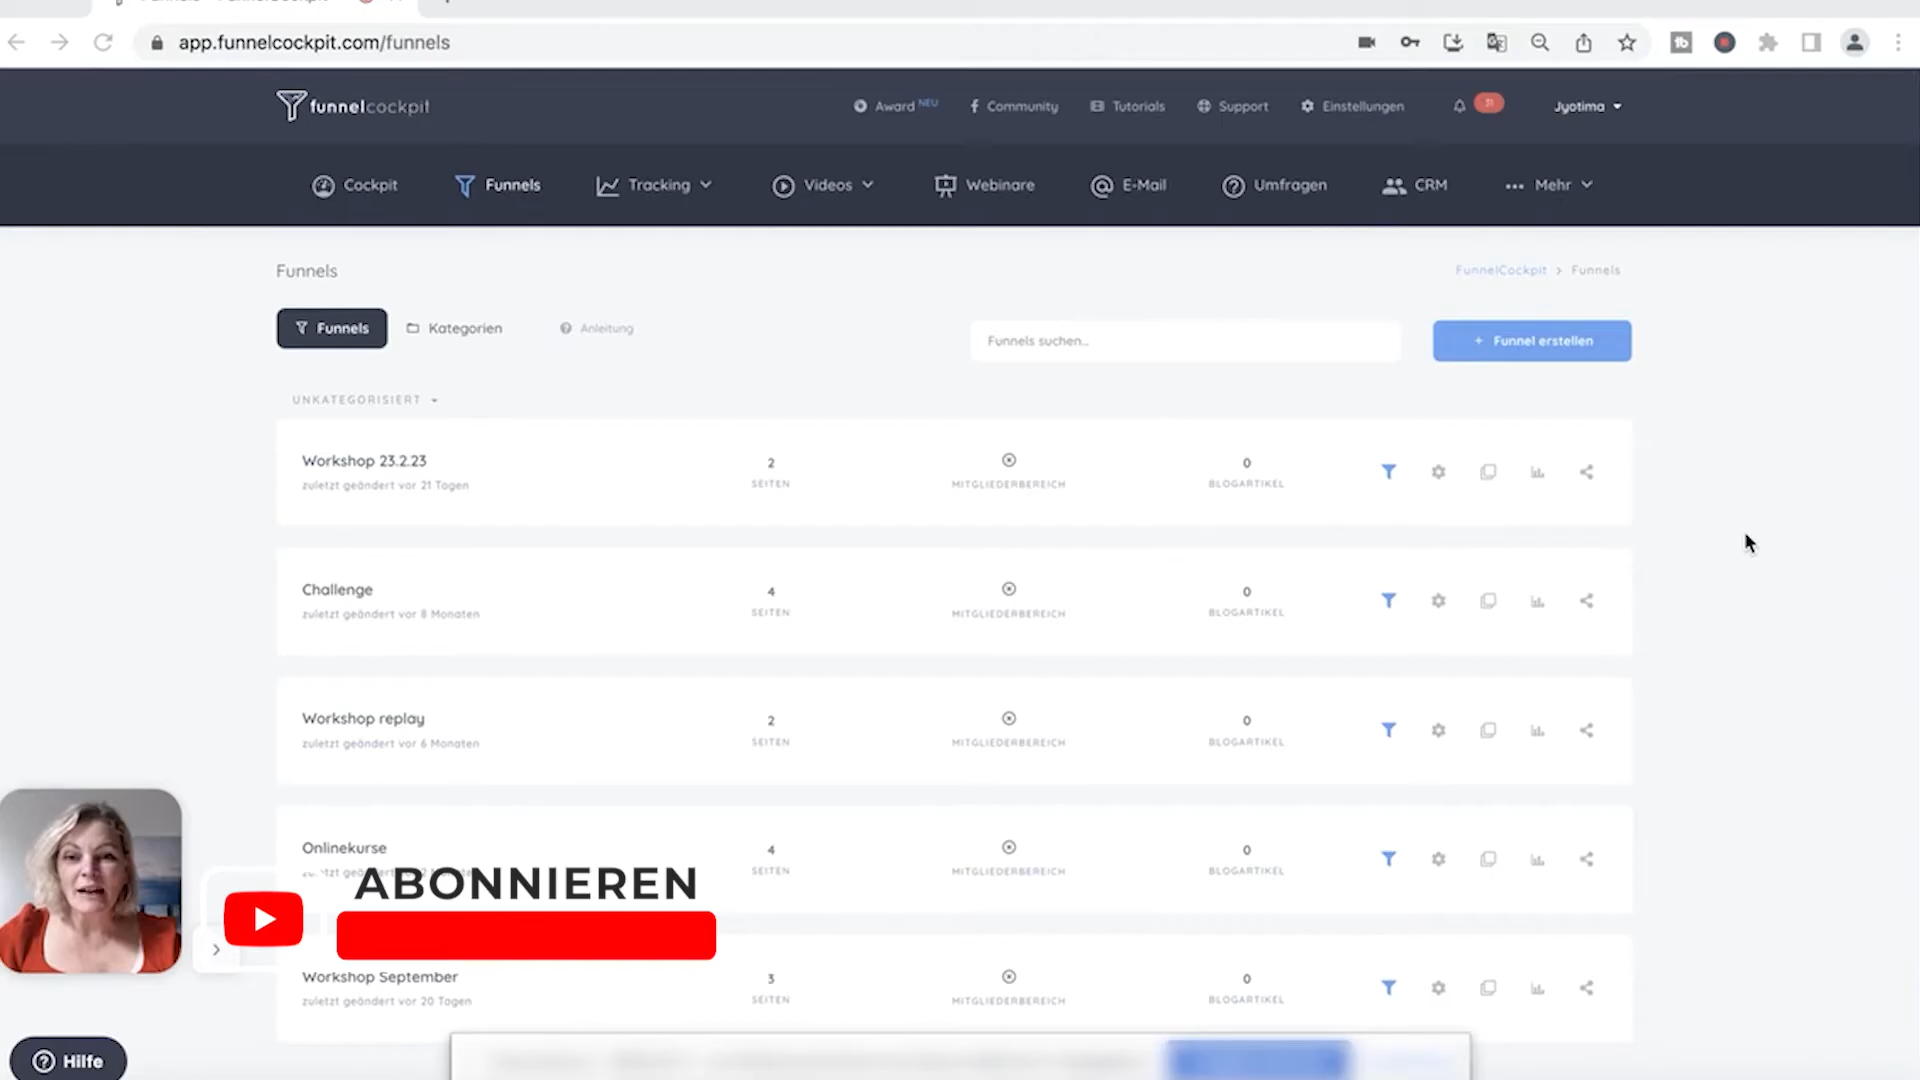 app.funnelcockpit.com/funnels
funnelcockpit
Award NEU
Community
Tutorials
Support
Einstellungen
31
Jyotima
Cockpit
Funnels
Tracking
Videos
Webinare
E-Mail
Umfragen
CRM
Mehr
Funnels
FunnelCockpit > Funnels
Funnels
Kategorien
Anleitung
Funnels suchen...
+ Funnel erstellen
UNKATEGORISIERT
Workshop 23.2.23
zuletzt geändert vor 21 Tagen
2
SEITEN
MITGLIEDERBEREICH
0
BLOGARTIKEL
Challenge
zuletzt geändert vor 8 Monaten
4
SEITEN
MITGLIEDERBEREICH
0
BLOGARTIKEL
Workshop replay
zuletzt geändert vor 6 Monaten
2
SEITEN
MITGLIEDERBEREICH
0
BLOGARTIKEL
Onlinekurse
4
SEITEN
MITGLIEDERBEREICH
0
BLOGARTIKEL
ABONNIEREN
Workshop September
zuletzt geändert vor 20 Tagen
3
SEITEN
MITGLIEDERBEREICH
0
BLOGARTIKEL
Hilfe